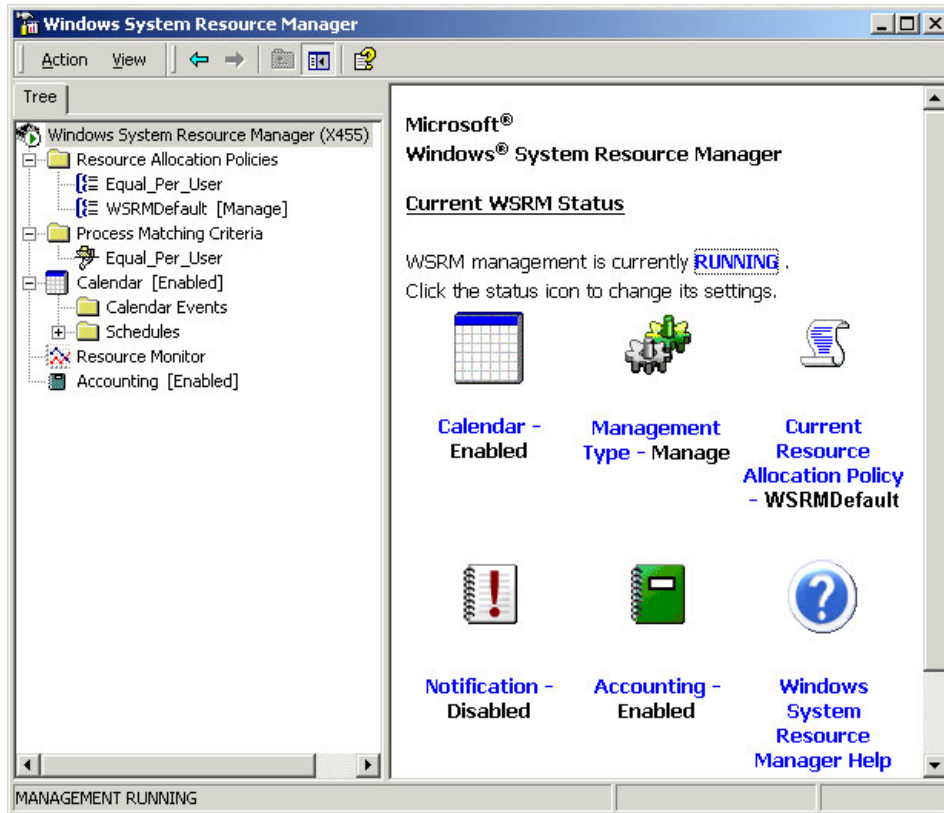 Windows System Resource Manager
Action View
Tree
Windows System Resource Manager (X455)
Resource Allocation Policies
Equal_Per_User
WSRMDefault [Manage]
Process Matching Criteria
Equal_Per_User
Calendar [Enabled]
Calendar Events
Schedules
Resource Monitor
Accounting [Enabled]
Microsoft®
Windows® System Resource Manager
Current WSRM Status
WSRM management is currently RUNNING .
Click the status icon to change its settings.
Calendar -
Enabled
Management
Type - Manage
Current
Resource
Allocation Policy
- WSRMDefault
Notification -
Disabled
Accounting -
Enabled
Windows
System
Resource
Manager Help
MANAGEMENT RUNNING